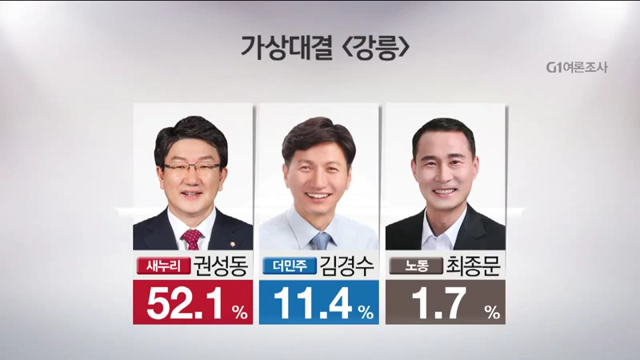 가상대결 <강릉>
G1여론조사
새누리 권성동 더민주 김경수 노동 최종문
52.1 % 11.4 % 1.7 %